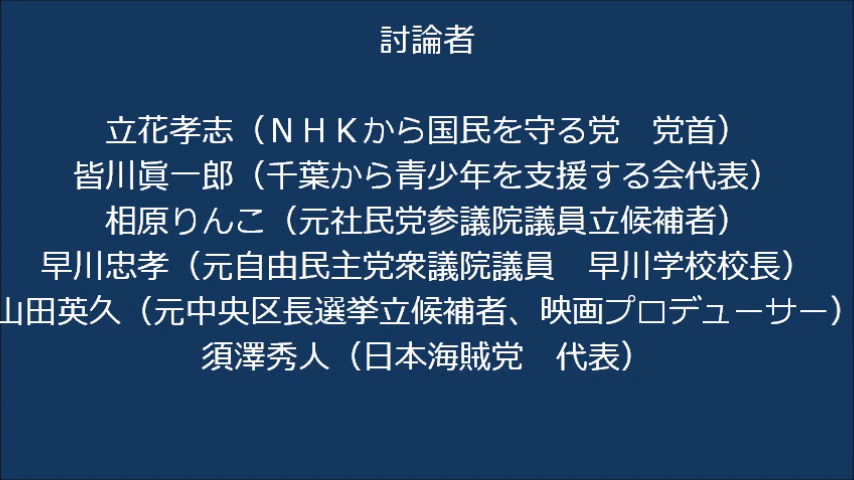 討論者
立花孝志（ＮＨＫから国民を守る党　党首）
皆川眞一郎（千葉から青少年を支援する会代表）
相原りんこ（元社民党参議院議員立候補者）
早川忠孝（元自由民主党衆議院議員　早川学校校長）
山田英久（元中央区長選挙立候補者、映画プロデューサー）
須澤秀人（日本海賊党　代表）